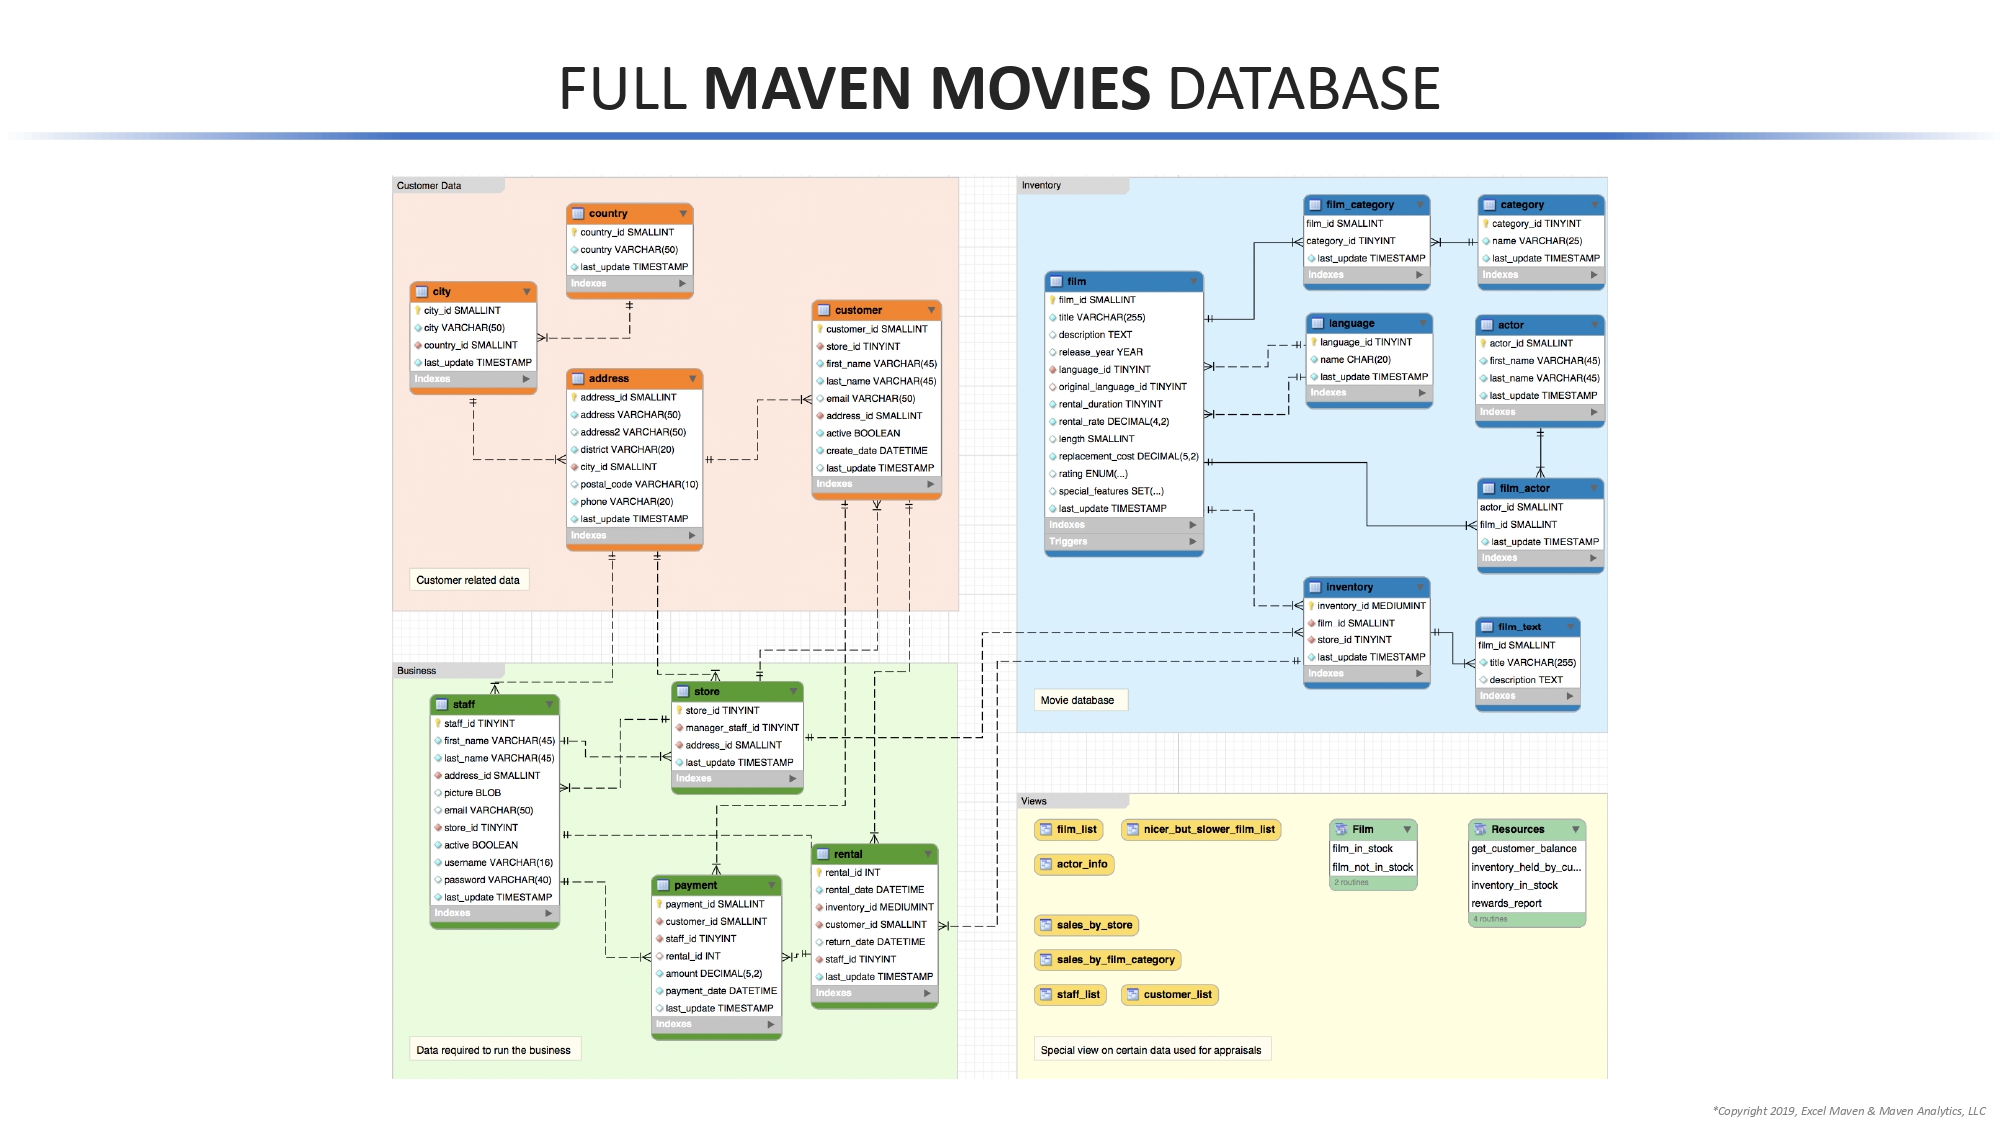 FULL MAVEN MOVIES DATABASE
Customer Data
country
country_id SMALLINT
country VARCHAR(50)
last_update TIMESTAMP
Indexes
city
city_id SMALLINT
city VARCHAR(50)
country_id SMALLINT
last_update TIMESTAMP
Indexes
address
address_id SMALLINT
address VARCHAR(50)
address2 VARCHAR(50)
district VARCHAR(20)
city_id SMALLINT
postal_code VARCHAR(10)
phone VARCHAR(20)
last_update TIMESTAMP
Indexes
customer
customer_id SMALLINT
store_id TINYINT
first_name VARCHAR(45)
last_name VARCHAR(45)
email VARCHAR(50)
address_id SMALLINT
active BOOLEAN
create_date DATETIME
last_update TIMESTAMP
Indexes
Customer related data
Inventory
film
film_id SMALLINT
title VARCHAR(255)
description TEXT
release_year YEAR
language_id TINYINT
original_language_id TINYINT
rental_duration TINYINT
rental_rate DECIMAL(4,2)
length SMALLINT
replacement_cost DECIMAL(5,2)
rating ENUM(...)
special_features SET(...)
last_update TIMESTAMP
Indexes
Triggers
film_category
film_id SMALLINT
category_id TINYINT
last_update TIMESTAMP
Indexes
category
category_id TINYINT
name VARCHAR(25)
last_update TIMESTAMP
Indexes
language
language_id TINYINT
name CHAR(20)
last_update TIMESTAMP
Indexes
actor
actor_id SMALLINT
first_name VARCHAR(45)
last_name VARCHAR(45)
last_update TIMESTAMP
Indexes
film_actor
actor_id SMALLINT
film_id SMALLINT
last_update TIMESTAMP
Indexes
inventory
inventory_id MEDIUMINT
film_id SMALLINT
store_id TINYINT
last_update TIMESTAMP
Indexes
film_text
film_id SMALLINT
title VARCHAR(255)
description TEXT
Indexes
Movie database
Business
staff
staff_id TINYINT
first_name VARCHAR(45)
last_name VARCHAR(45)
address_id SMALLINT
picture BLOB
email VARCHAR(50)
store_id TINYINT
active BOOLEAN
username VARCHAR(16)
password VARCHAR(40)
last_update TIMESTAMP
Indexes
store
store_id TINYINT
manager_staff_id TINYINT
address_id SMALLINT
last_update TIMESTAMP
Indexes
payment
payment_id SMALLINT
customer_id SMALLINT
staff_id TINYINT
rental_id INT
amount DECIMAL(5,2)
payment_date DATETIME
last_update TIMESTAMP
Indexes
rental
rental_id INT
rental_date DATETIME
inventory_id MEDIUMINT
customer_id SMALLINT
return_date DATETIME
staff_id TINYINT
last_update TIMESTAMP
Indexes
Data required to run the business
Views
film_list
nicer_but_slower_film_list
actor_info
sales_by_store
sales_by_film_category
staff_list
customer_list
Film
film_in_stock
film_not_in_stock
2 routines
Resources
get_customer_balance
inventory_held_by_cu...
inventory_in_stock
rewards_report
4 routines
Special view on certain data used for appraisals
*Copyright 2019, Excel Maven & Maven Analytics, LLC